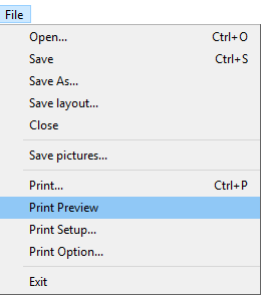 File
Open... Ctrl+O
Save Ctrl+S
Save As...
Save layout...
Close
Save pictures...
Print... Ctrl+P
Print Preview
Print Setup...
Print Option...
Exit